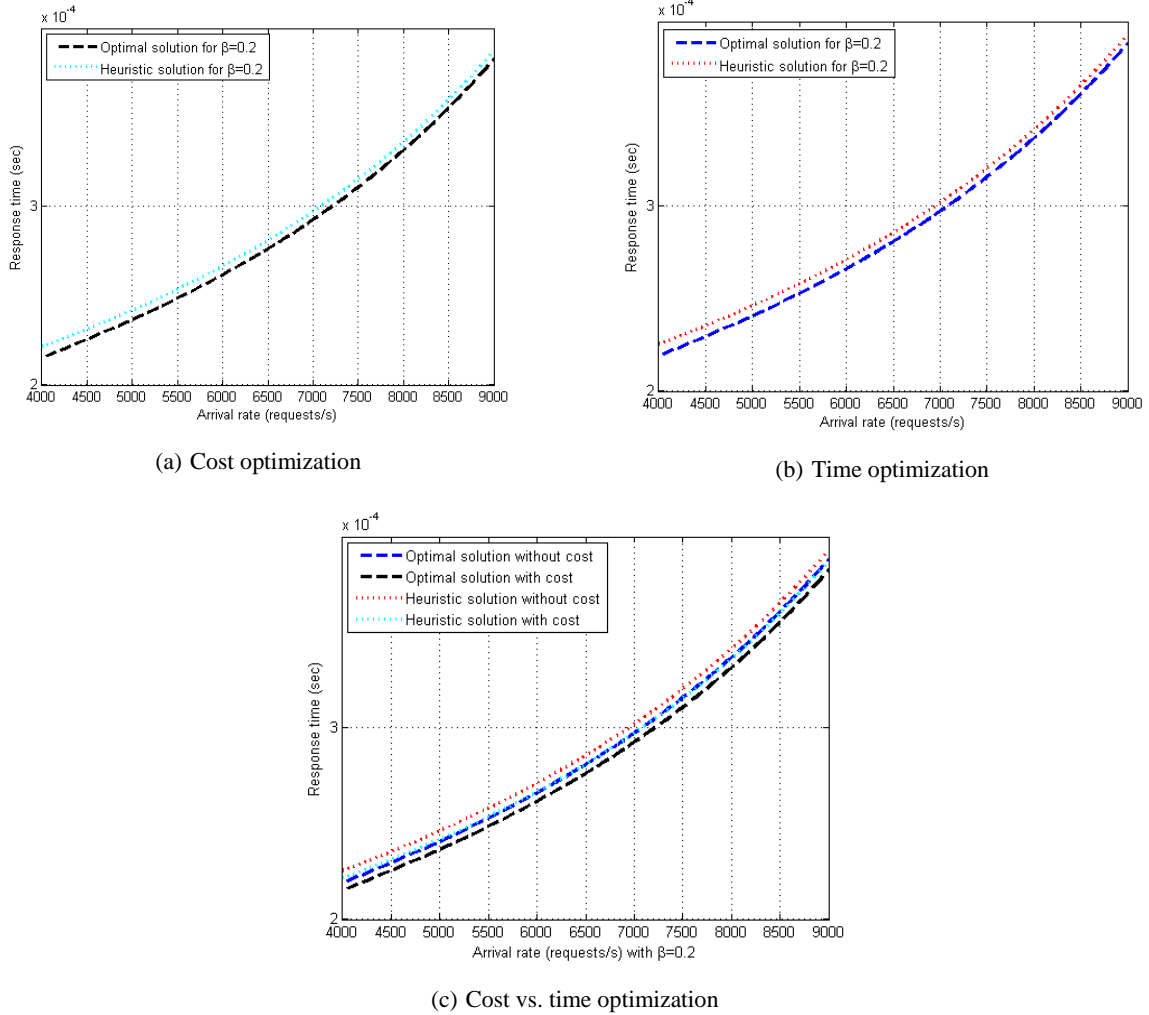 x 10-4
Optimal solution for β=0.2
Heuristic solution for β=0.2
Response time (sec)
3
2
4000 4500 5000 5500 6000 6500 7000 7500 8000 8500 9000
Arrival rate (requests/s)
(a) Cost optimization
x 10-4
Optimal solution for β=0.2
Heuristic solution for β=0.2
Response time (sec)
3
2
4000 4500 5000 5500 6000 6500 7000 7500 8000 8500 9000
Arrival rate (requests/s)
(b) Time optimization
x 10-4
Optimal solution without cost
Optimal solution with cost
Heuristic solution without cost
Heuristic solution with cost
Response time (sec)
3
2
4000 4500 5000 5500 6000 6500 7000 7500 8000 8500 9000
Arrival rate (requests/s) with β=0.2
(c) Cost vs. time optimization